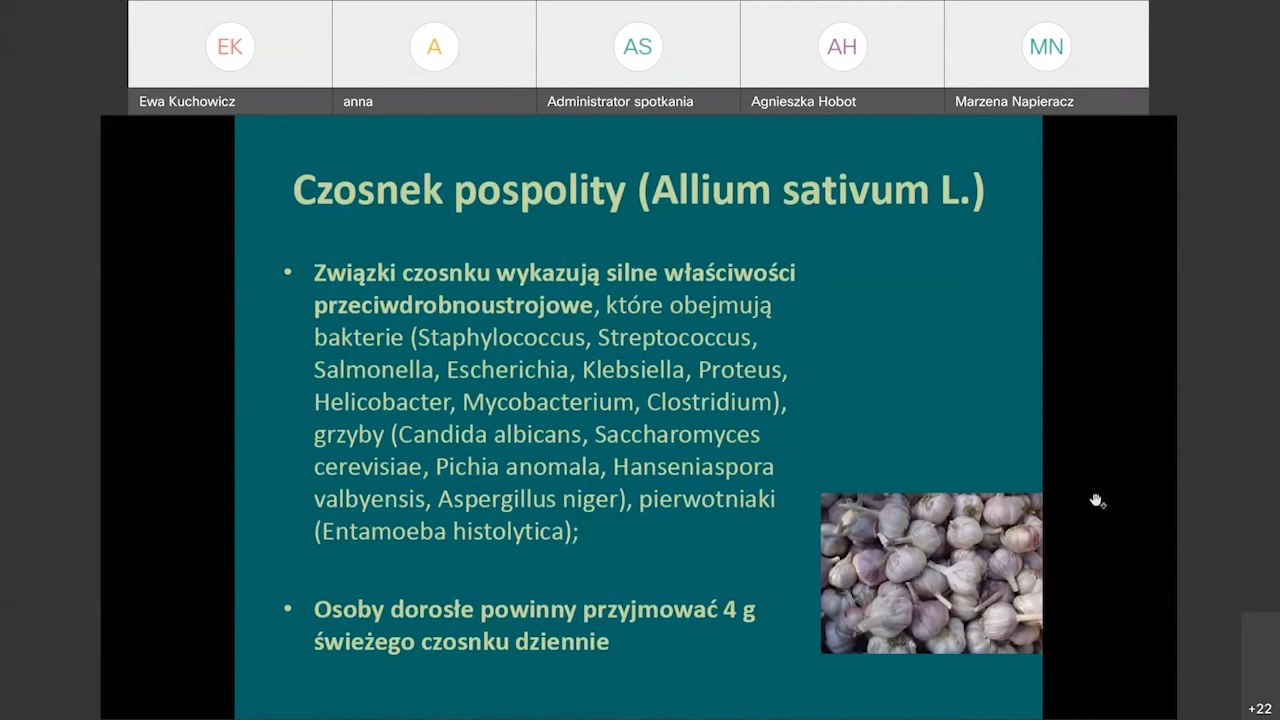 EK
A
AS
AH
MN
Ewa Kuchowicz
anna
Administrator spotkania
Agnieszka Hobot
Marzena Napieracz
Czosnek pospolity (Allium sativum L.)
• Związki czosnku wykazują silne właściwości
przeciwdrobnoustrojowe, które obejmują
bakterie (Staphylococcus, Streptococcus,
Salmonella, Escherichia, Klebsiella, Proteus,
Helicobacter, Mycobacterium, Clostridium),
grzyby (Candida albicans, Saccharomyces
cerevisiae, Pichia anomala, Hanseniaspora
valbyensis, Aspergillus niger), pierwotniaki
(Entamoeba histolytica);
• Osoby dorosłe powinny przyjmować 4 g
świeżego czosnku dziennie
+22